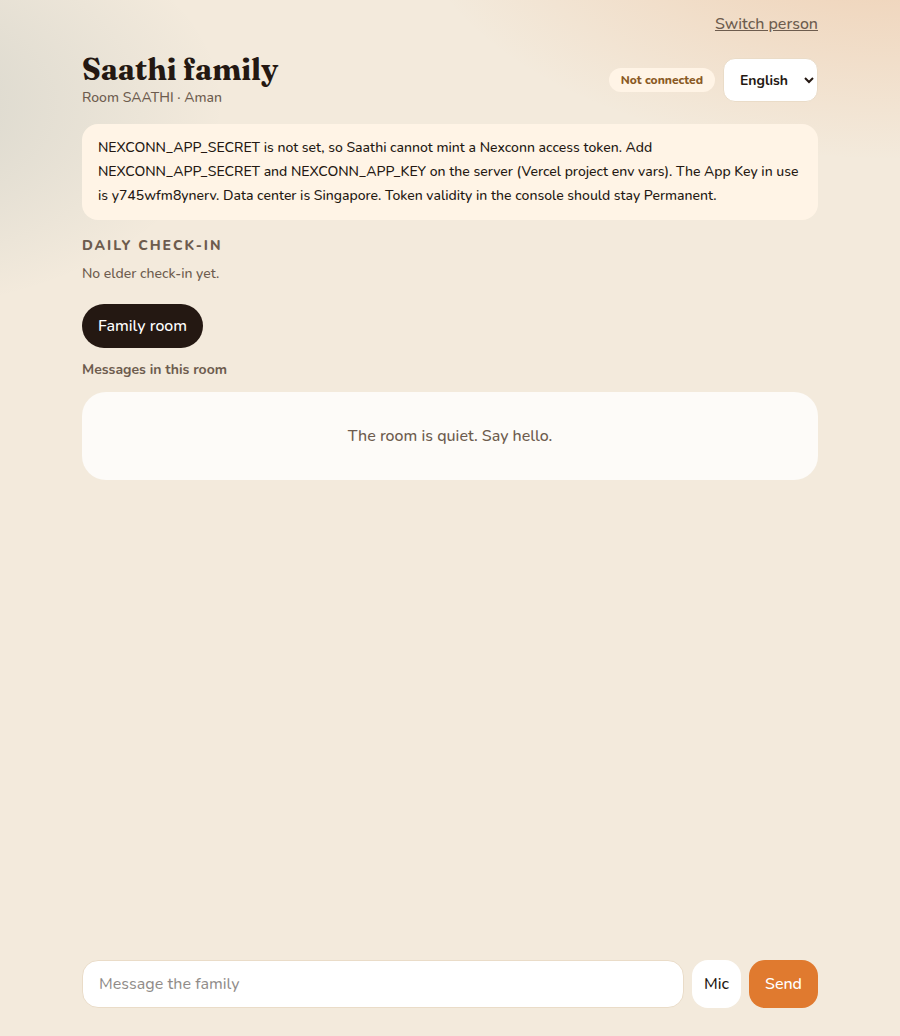 Switch person
Saathi family
Room SAATHI · Aman
Not connected
English
NEXCONN_APP_SECRET is not set, so Saathi cannot mint a Nexconn access token. Add
NEXCONN_APP_SECRET and NEXCONN_APP_KEY on the server (Vercel project env vars). The App Key in use
is y745wfm8ynerv. Data center is Singapore. Token validity in the console should stay Permanent.
DAILY CHECK-IN
No elder check-in yet.
Family room
Messages in this room
The room is quiet. Say hello.
Message the family
Mic
Send